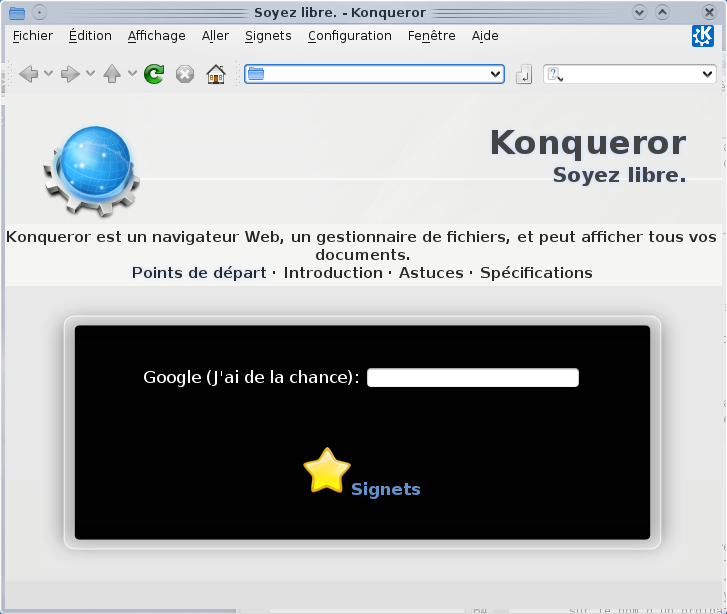 Soyez libre. - Konqueror
Fichier Édition Affichage Aller Signets Configuration Fenêtre Aide
Konqueror
Soyez libre.
Konqueror est un navigateur Web, un gestionnaire de fichiers, et peut afficher tous vos
documents.
Points de départ · Introduction · Astuces · Spécifications
Google (J'ai de la chance):
Signets